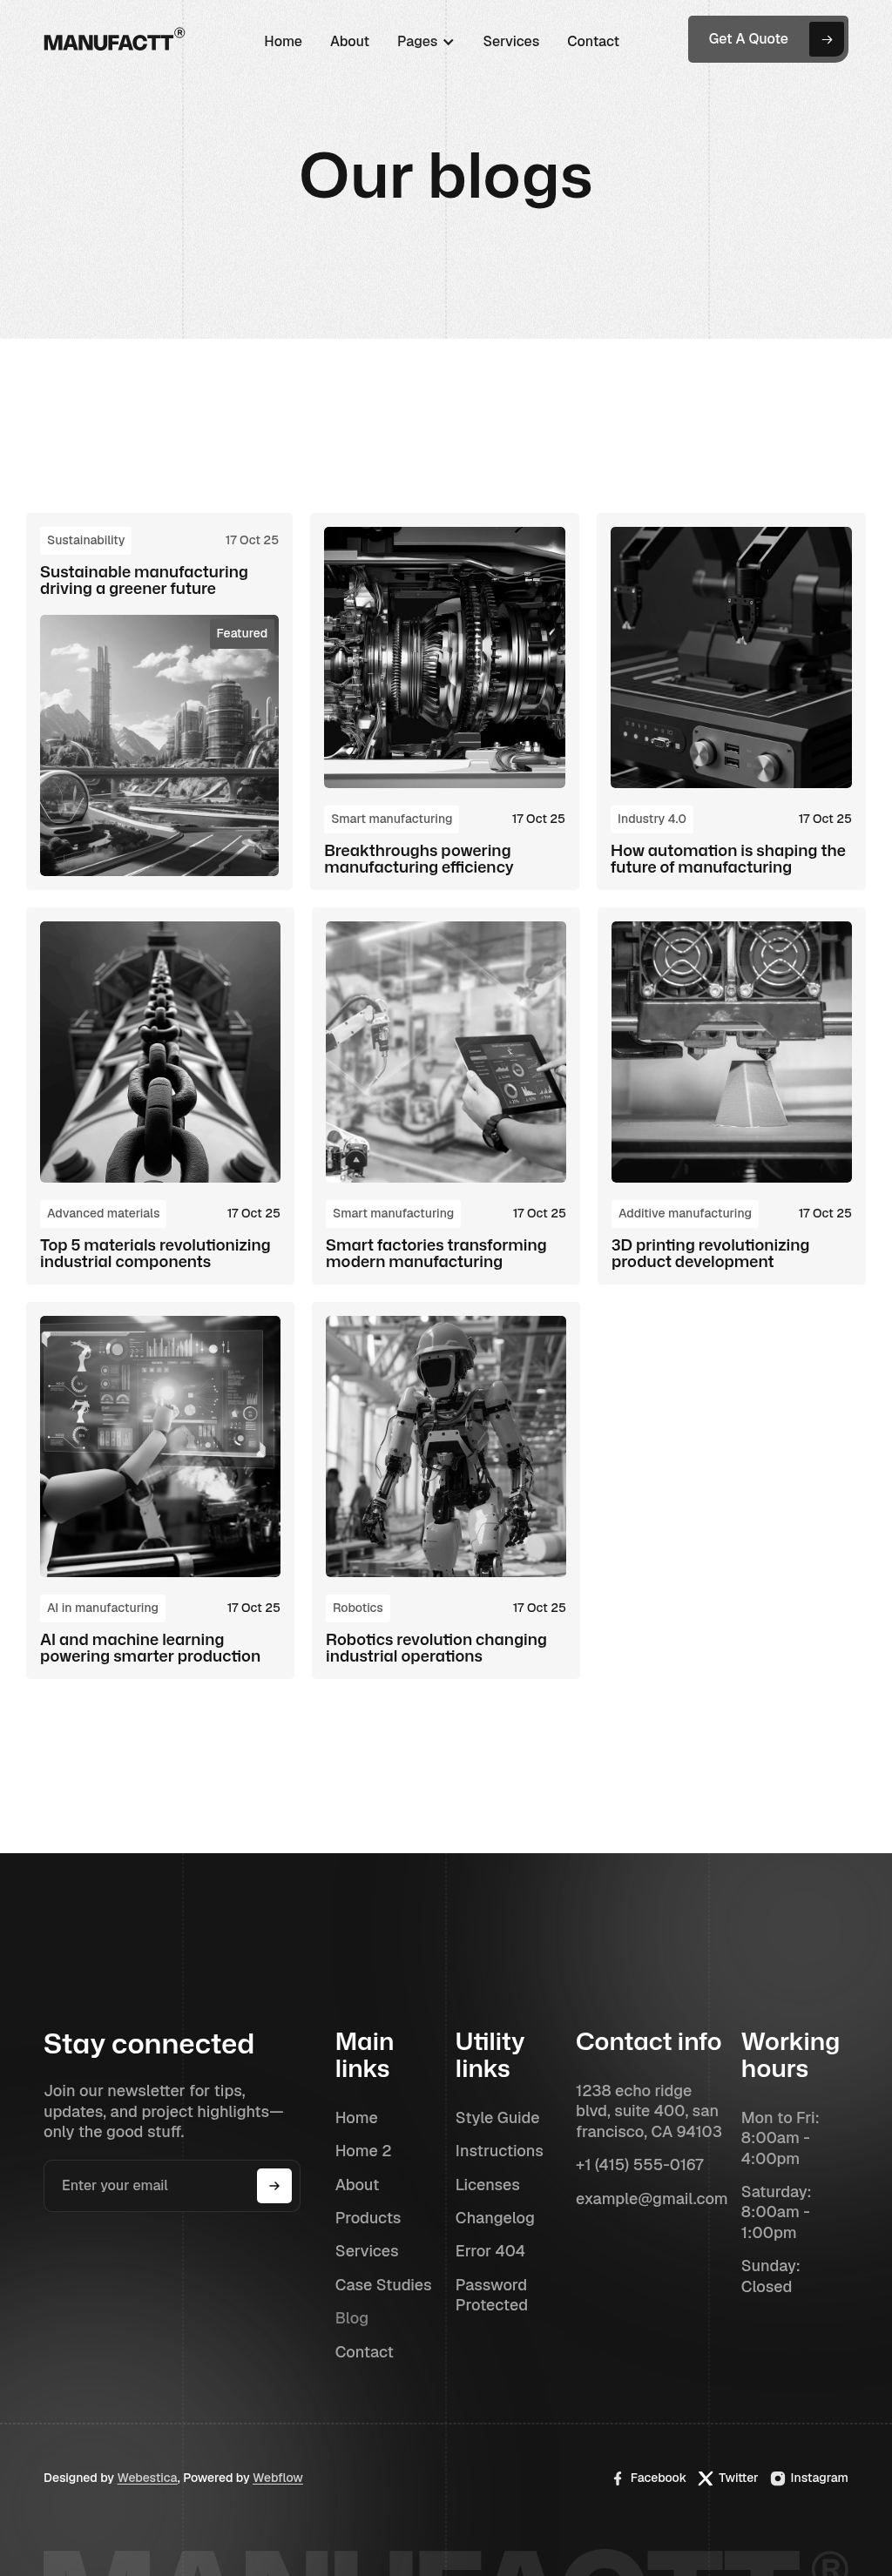 MANUFACTT®
Home
About
Pages
Services
Contact
Get A Quote
Our blogs
Sustainability
17 Oct 25
Sustainable manufacturing
driving a greener future
Featured
Smart manufacturing
17 Oct 25
Breakthroughs powering
manufacturing efficiency
Industry 4.0
17 Oct 25
How automation is shaping the
future of manufacturing
Advanced materials
17 Oct 25
Top 5 materials revolutionizing
industrial components
Smart manufacturing
17 Oct 25
Smart factories transforming
modern manufacturing
Additive manufacturing
17 Oct 25
3D printing revolutionizing
product development
AI in manufacturing
17 Oct 25
AI and machine learning
powering smarter production
Robotics
17 Oct 25
Robotics revolution changing
industrial operations
Stay connected
Join our newsletter for tips,
updates, and project highlights—
only the good stuff.
Enter your email
Main
links
Home
Home 2
About
Products
Services
Case Studies
Blog
Contact
Utility
links
Style Guide
Instructions
Licenses
Changelog
Error 404
Password
Protected
Contact info
1238 echo ridge
blvd, suite 400, san
francisco, CA 94103
+1 (415) 555-0167
example@gmail.com
Working
hours
Mon to Fri:
8:00am -
4:00pm
Saturday:
8:00am -
1:00pm
Sunday:
Closed
Designed by Webestica, Powered by Webflow
Facebook
Twitter
Instagram
MANUFACTT®